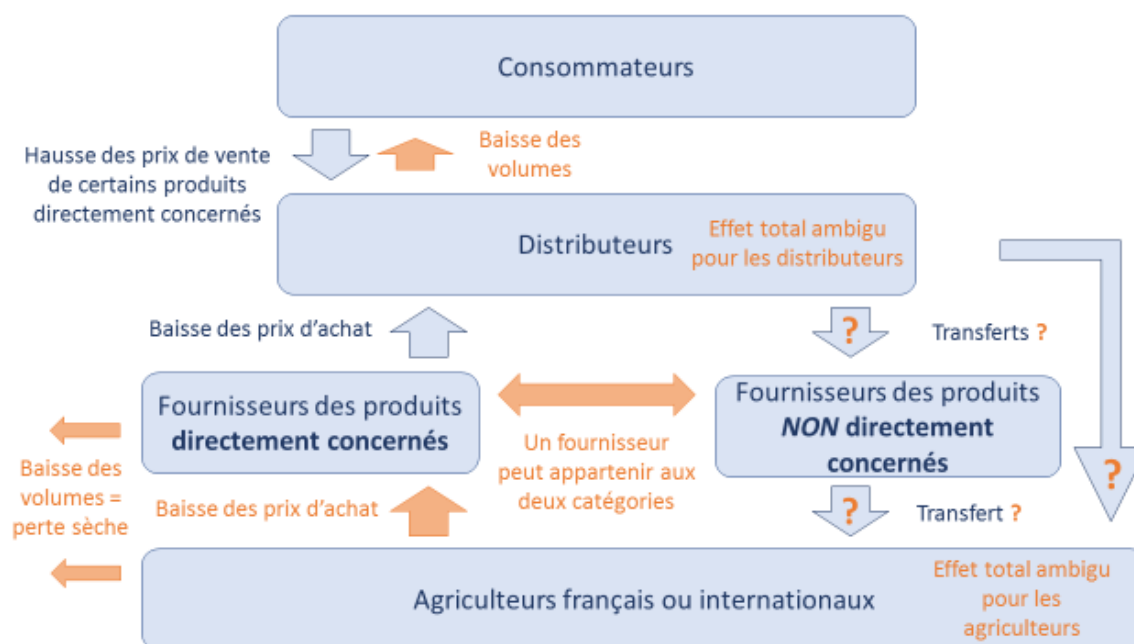 Consommateurs
Hausse des prix de vente
de certains produits
directement concernés
Baisse des
volumes
Distributeurs
Effet total ambigu
pour les distributeurs
Baisse des prix d’achat
?
Transferts ?
Fournisseurs des produits
directement concernés
Un fournisseur
peut appartenir aux
deux catégories
Fournisseurs des produits
NON directement
concernés
?
Baisse des
volumes =
perte sèche
Baisse des prix d’achat
?
Transfert ?
Agriculteurs français ou internationaux
Effet total ambigu
pour les
agriculteurs